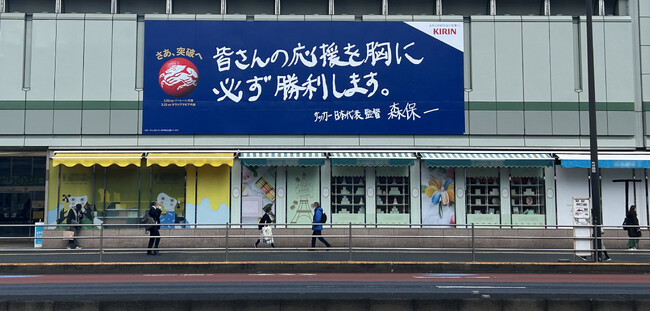 KIRIN
さあ、突破へ
皆さんの応援を胸に
必ず勝利します。
サッカー日本代表 監督 森保 一